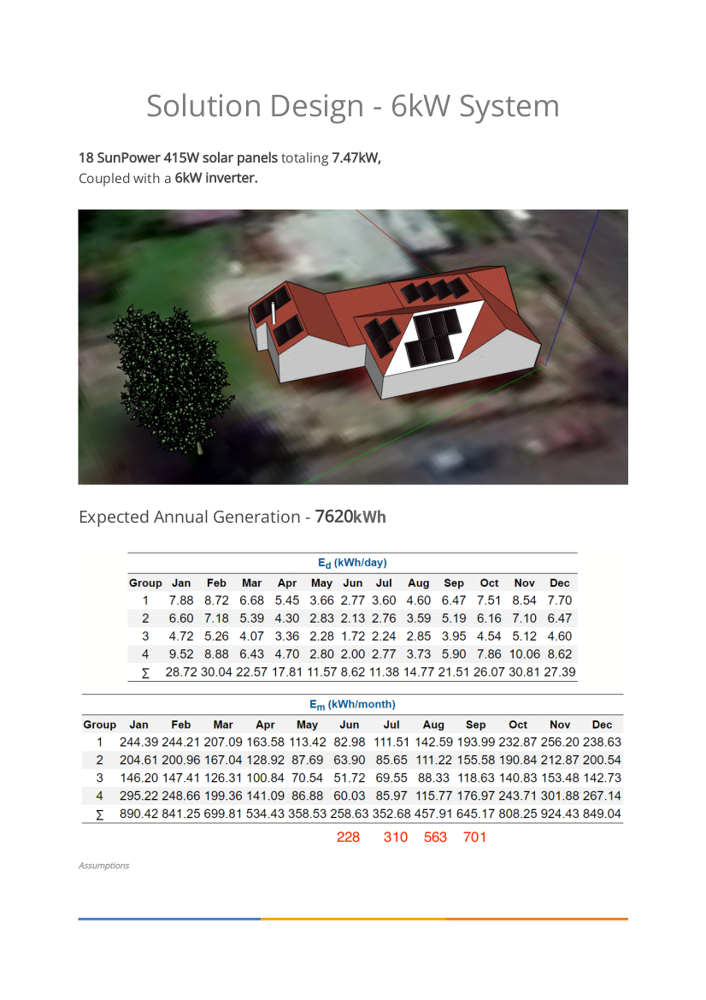 Solution Design - 6kW System
18 SunPower 415W solar panels totaling 7.47kW,
Coupled with a 6kW inverter.
Expected Annual Generation - 7620kWh
Ed (kWh/day)
Group Jan Feb Mar Apr May Jun Jul Aug Sep Oct Nov Dec
1 7.88 8.72 6.68 5.45 3.66 2.77 3.60 4.60 6.47 7.51 8.54 7.70
2 6.60 7.18 5.39 4.30 2.83 2.13 2.76 3.59 5.19 6.16 7.10 6.47
3 4.72 5.26 4.07 3.36 2.28 1.72 2.24 2.85 3.95 4.54 5.12 4.60
4 9.52 8.88 6.43 4.70 2.80 2.00 2.77 3.73 5.90 7.86 10.06 8.62
Σ 28.72 30.04 22.57 17.81 11.57 8.62 11.38 14.77 21.51 26.07 30.81 27.39
Em (kWh/month)
Group Jan Feb Mar Apr May Jun Jul Aug Sep Oct Nov Dec
1 244.39 244.21 207.09 163.58 113.42 82.98 111.51 142.59 193.99 232.87 256.20 238.63
2 204.61 200.96 167.04 128.92 87.69 63.90 85.65 111.22 155.58 190.84 212.87 200.54
3 146.20 147.41 126.31 100.84 70.54 51.72 69.55 88.33 118.63 140.83 153.48 142.73
4 295.22 248.66 199.36 141.09 86.88 60.03 85.97 115.77 176.97 243.71 301.88 267.14
Σ 890.42 841.25 699.81 534.43 358.53 258.63 352.68 457.91 645.17 808.25 924.43 849.04
228 310 563 701
Assumptions